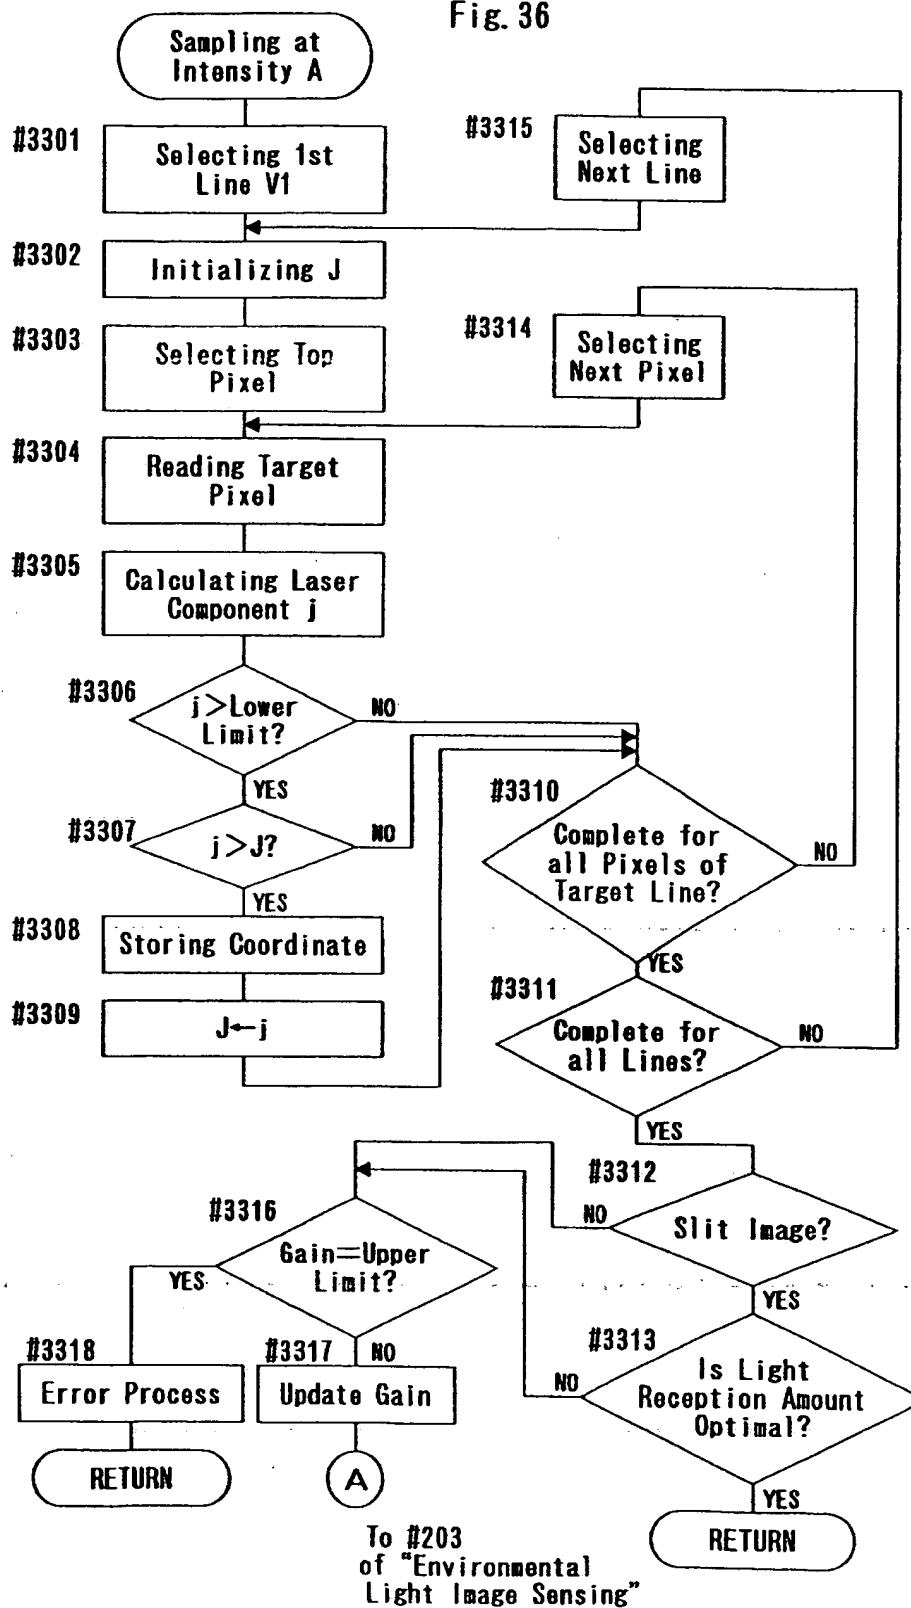 Fig. 36
Sampling at
Intensity A
#3301
Selecting 1st
Line V1
#3315
Selecting
Next Line
#3302
Initializing J
#3303
Selecting Top
Pixel
#3314
Selecting
Next Pixel
#3304
Reading Target
Pixel
#3305
Calculating Laser
Component j
#3306
j>Lower
Limit?
NO
YES
#3307
j>J?
NO
YES
#3308
Storing Coordinate
#3309
J←j
#3310
Complete for
all Pixels of
Target Line?
NO
YES
#3311
Complete for
all Lines?
NO
YES
#3312
Slit Image?
NO
YES
#3313
Is Light
Reception Amount
Optimal?
NO
YES
RETURN
#3316
Gain=Upper
Limit?
YES
NO
#3318
Error Process
RETURN
#3317
Update Gain
A
To #203
of "Environmental
Light Image Sensing"